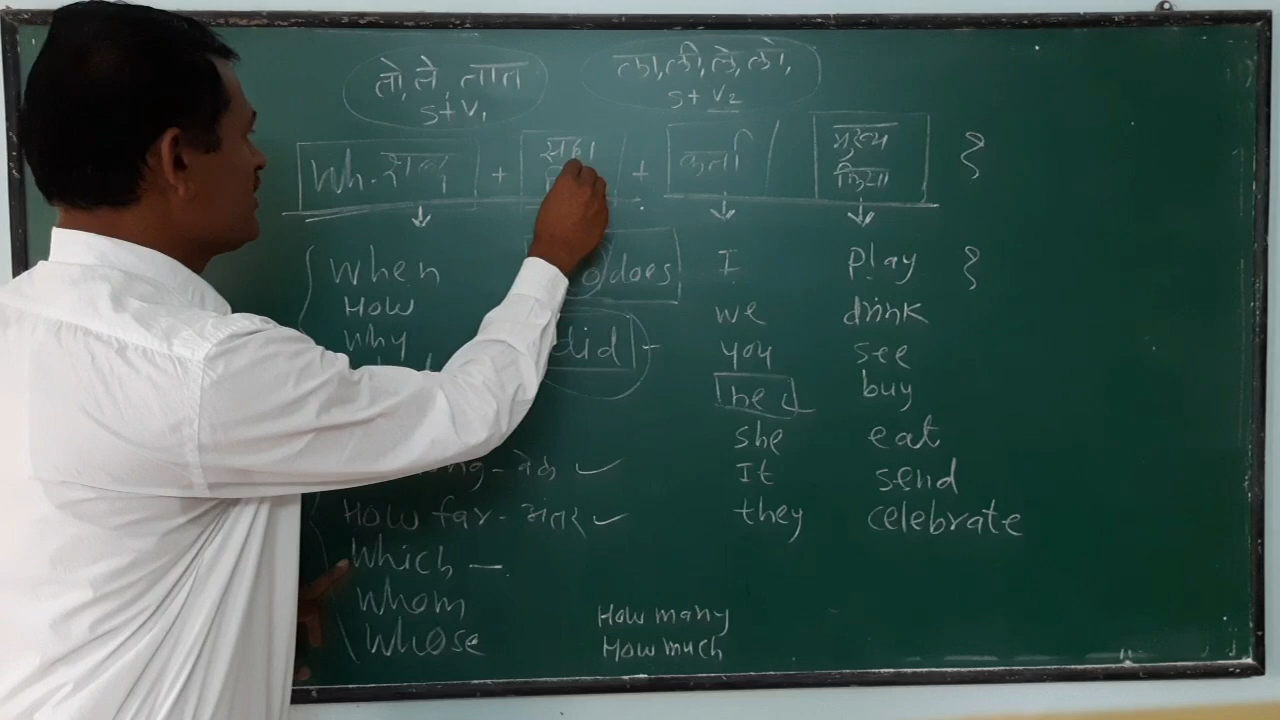 तो, ते, तात
S+V₁
ला, ली, ले, लो,
S+V₂
Wh. शब्द + सहा + कर्ता / मुख्य क्रिया
When does I Play
How we drink
Why did you see
he buy
she eat
It send
How far - अंतर they celebrate
Which —
Whom
Whose
How many
How much